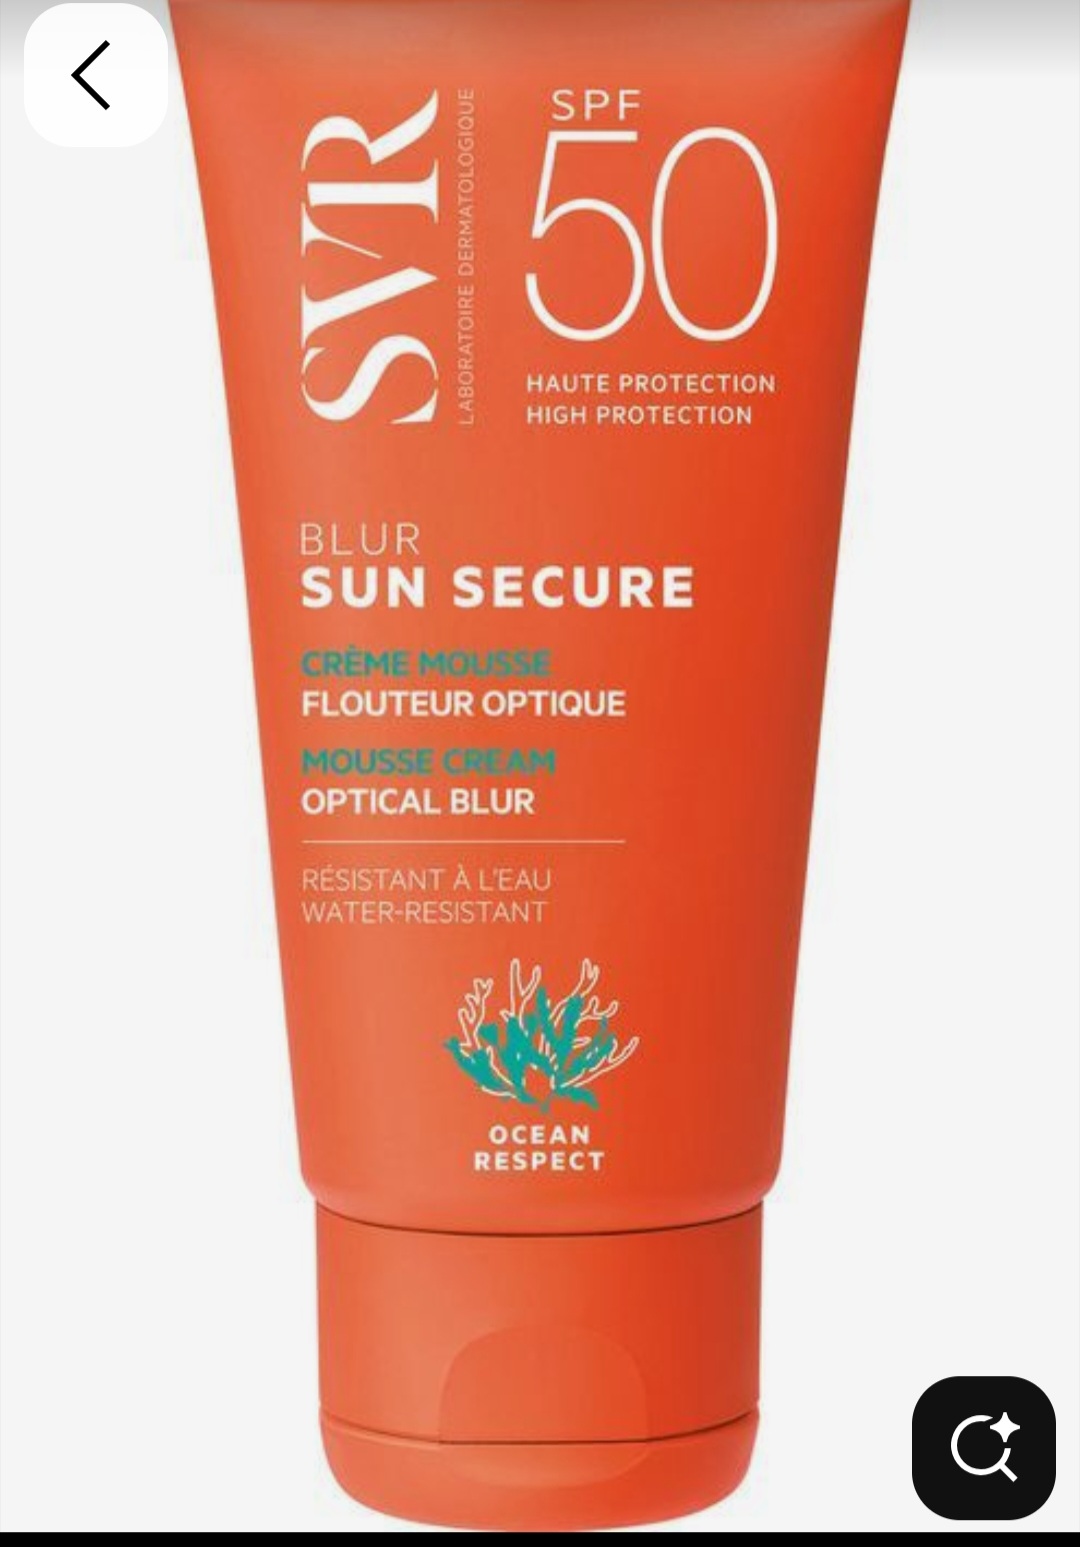 SVR
LABORATOIRE DERMATOLOGIQUE
SPF
50
HAUTE PROTECTION
HIGH PROTECTION
BLUR
SUN SECURE
CRÈME MOUSSE
FLOUTEUR OPTIQUE
MOUSSE CREAM
OPTICAL BLUR
RÉSISTANT À L'EAU
WATER-RESISTANT
OCEAN
RESPECT